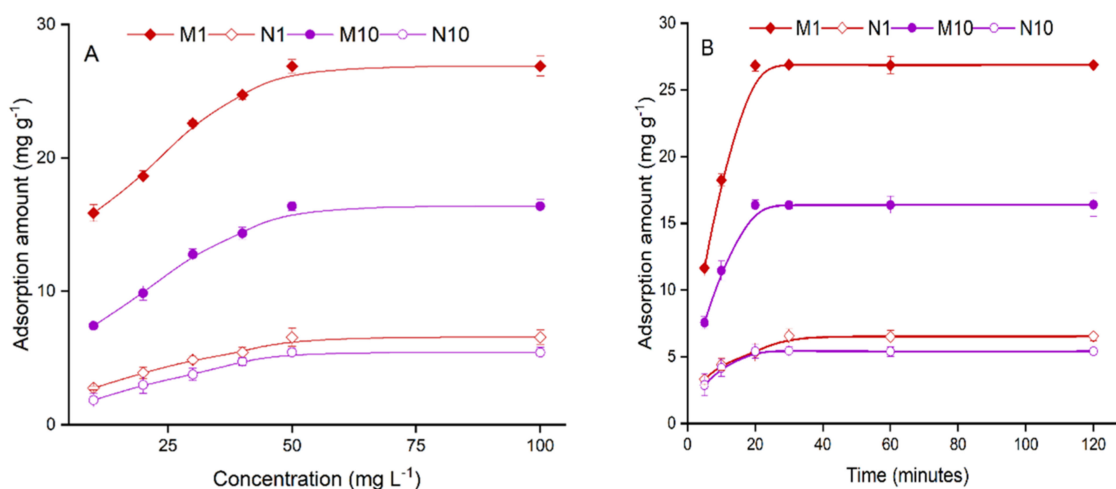 A
M1 N1 M10 N10
30
20
10
0
Adsorption amount (mg g⁻¹)
25 50 75 100
Concentration (mg L⁻¹)
B
M1 N1 M10 N10
30
25
20
15
10
5
0
Adsorption amount (mg g⁻¹)
0 20 40 60 80 100 120
Time (minutes)